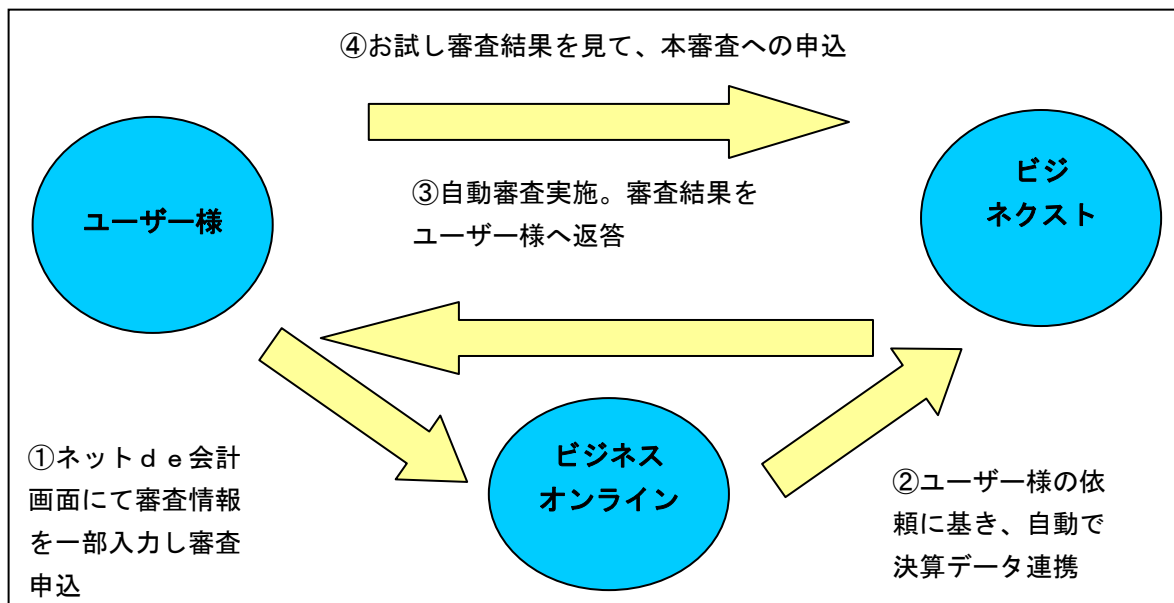 ④お試し審査結果を見て、本審査への申込
ビジ
ネクスト
③自動審査実施。審査結果を
ユーザー様へ返答
ユーザー様
ビジネス
オンライン
①ネットｄｅ会計
画面にて審査情報
を一部入力し審査
申込
②ユーザー様の依
頼に基き、自動で
決算データ連携